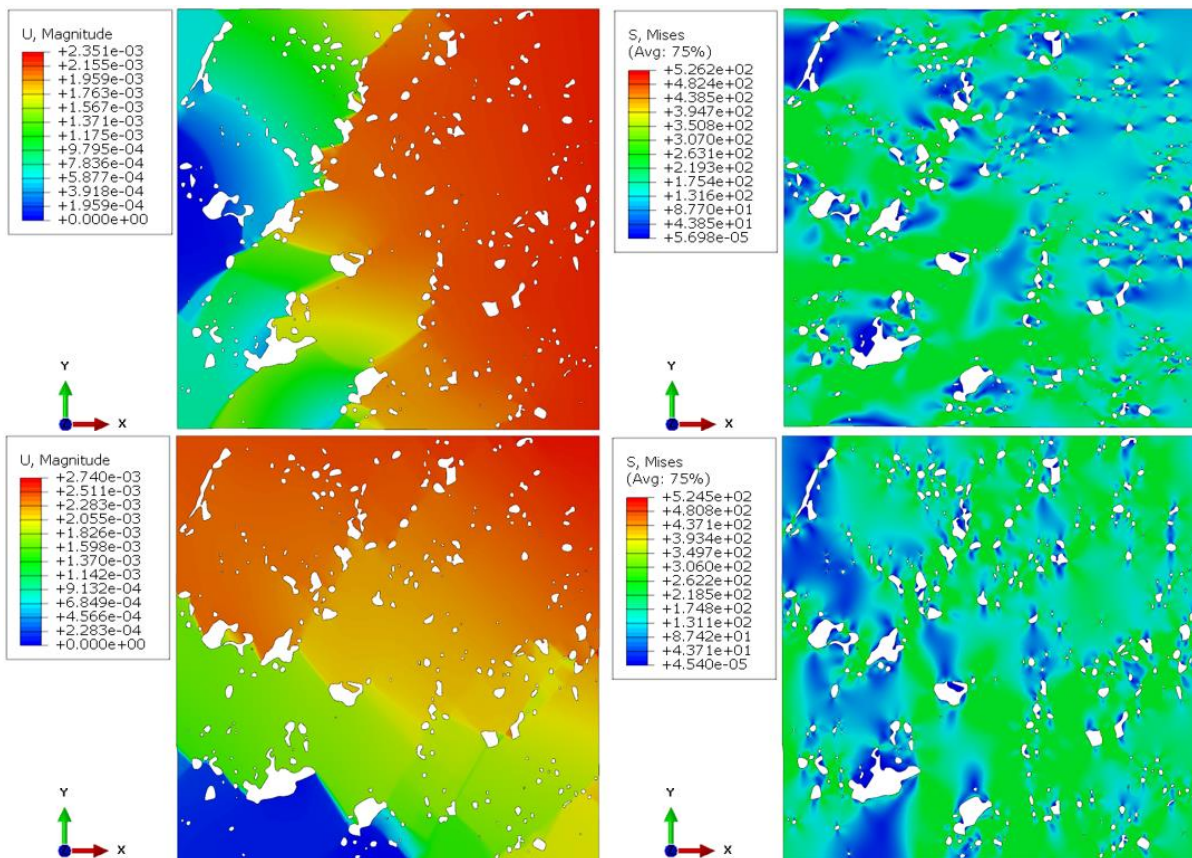 U, Magnitude
+2.351e-03
+2.155e-03
+1.959e-03
+1.763e-03
+1.567e-03
+1.371e-03
+1.175e-03
+9.795e-04
+7.836e-04
+5.877e-04
+3.918e-04
+1.959e-04
+0.000e+00
Y
X
S, Mises
(Avg: 75%)
+5.262e+02
+4.824e+02
+4.385e+02
+3.947e+02
+3.508e+02
+3.070e+02
+2.631e+02
+2.193e+02
+1.754e+02
+1.316e+02
+8.770e+01
+4.385e+01
+5.698e-05
Y
X
U, Magnitude
+2.740e-03
+2.511e-03
+2.283e-03
+2.055e-03
+1.826e-03
+1.598e-03
+1.370e-03
+1.142e-03
+9.132e-04
+6.849e-04
+4.566e-04
+2.283e-04
+0.000e+00
Y
X
S, Mises
(Avg: 75%)
+5.245e+02
+4.808e+02
+4.371e+02
+3.934e+02
+3.497e+02
+3.060e+02
+2.622e+02
+2.185e+02
+1.748e+02
+1.311e+02
+8.742e+01
+4.371e+01
+4.540e-05
Y
X